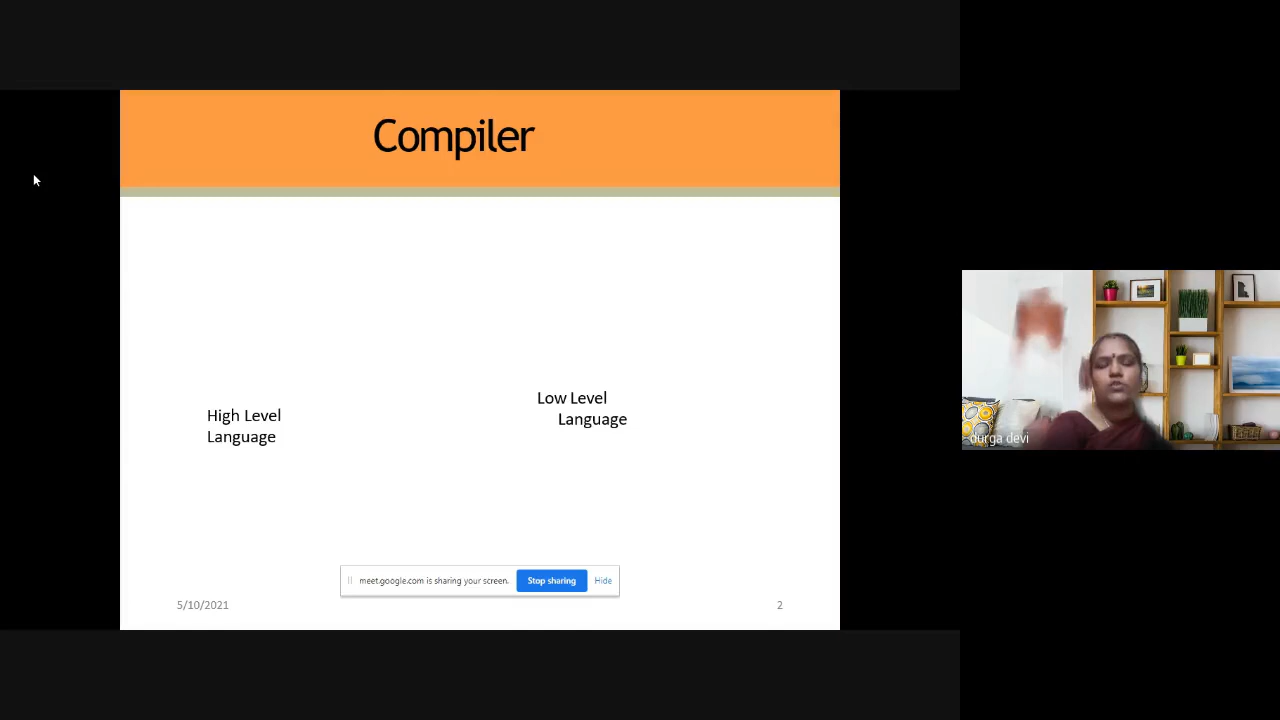 Compiler
High Level
Language
Low Level
Language
meet.google.com is sharing your screen.
Stop sharing
Hide
5/10/2021
2
durga devi